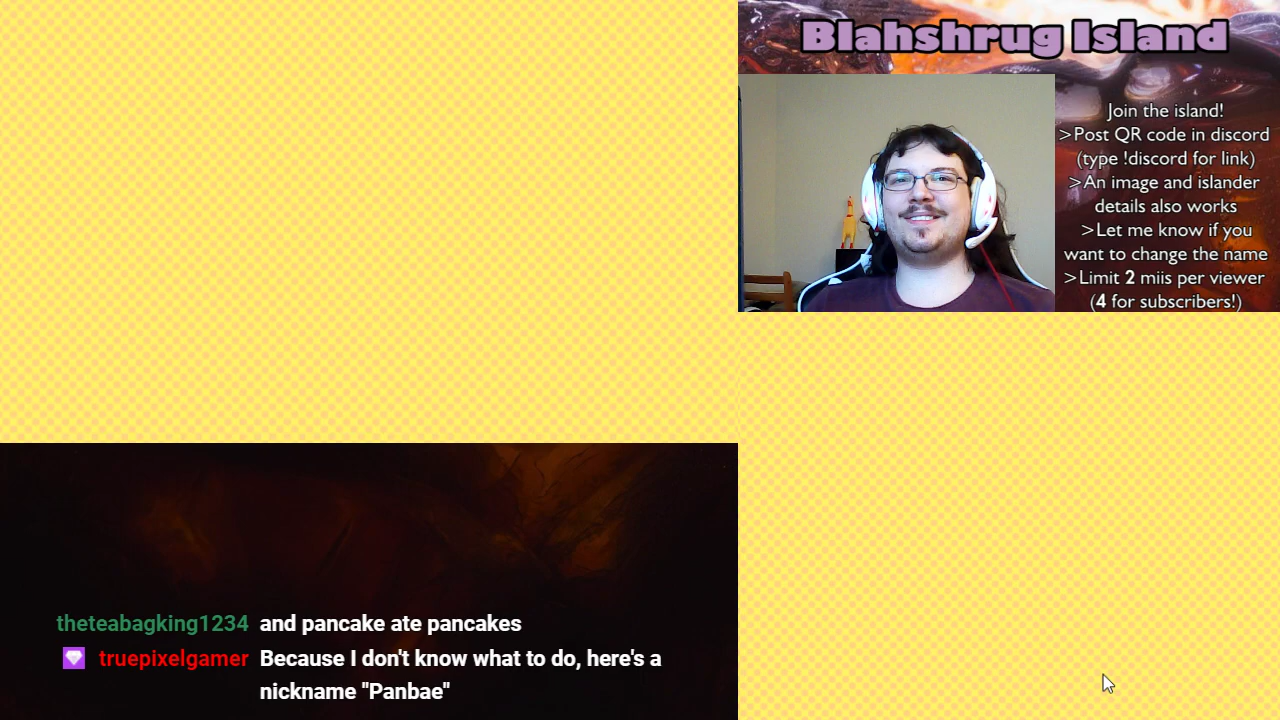 Blahshrug Island
Join the island!
>Post QR code in discord
(type !discord for link)
>An image and islander
details also works
>Let me know if you
want to change the name
>Limit 2 miis per viewer
(4 for subscribers!)
theteabagking1234 and pancake ate pancakes
truepixelgamer Because I don't know what to do, here's a
nickname "Panbae"